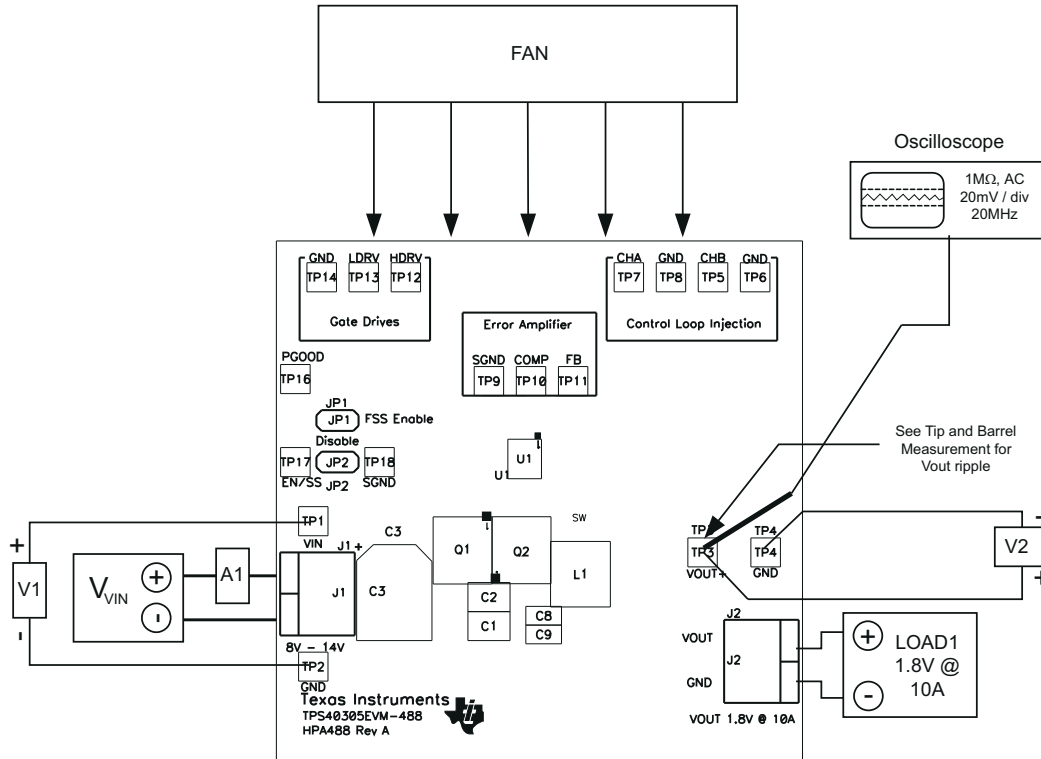 FAN
Oscilloscope
1MΩ, AC
20mV / div
20MHz
GND LDRV HDRV
TP14 TP13 TP12
Gate Drives
CHA GND CHB GND
TP7 TP8 TP5 TP6
Control Loop Injection
Error Amplifier
SGND COMP FB
TP9 TP10 TP11
PGOOD
TP16
JP1
JP1 FSS Enable
Disable
TP17 JP2 TP18
EN/SS JP2 SGND
U1
U1
See Tip and Barrel
Measurement for
Vout ripple
TP1
VIN
C3
SW
TP4
TP3 TP4
VOUT+ GND
+
V1
-
VVIN
+
-
A1
J1 +
J1
C3
Q1 Q2
L1
C2
C1
C8
C9
-
V2
+
8V - 14V
TP2
GND
J2
VOUT
J2
GND
VOUT 1.8V @ 10A
+
-
LOAD1
1.8V @
10A
Texas Instruments
TPS40305EVM-488
HPA488 Rev A